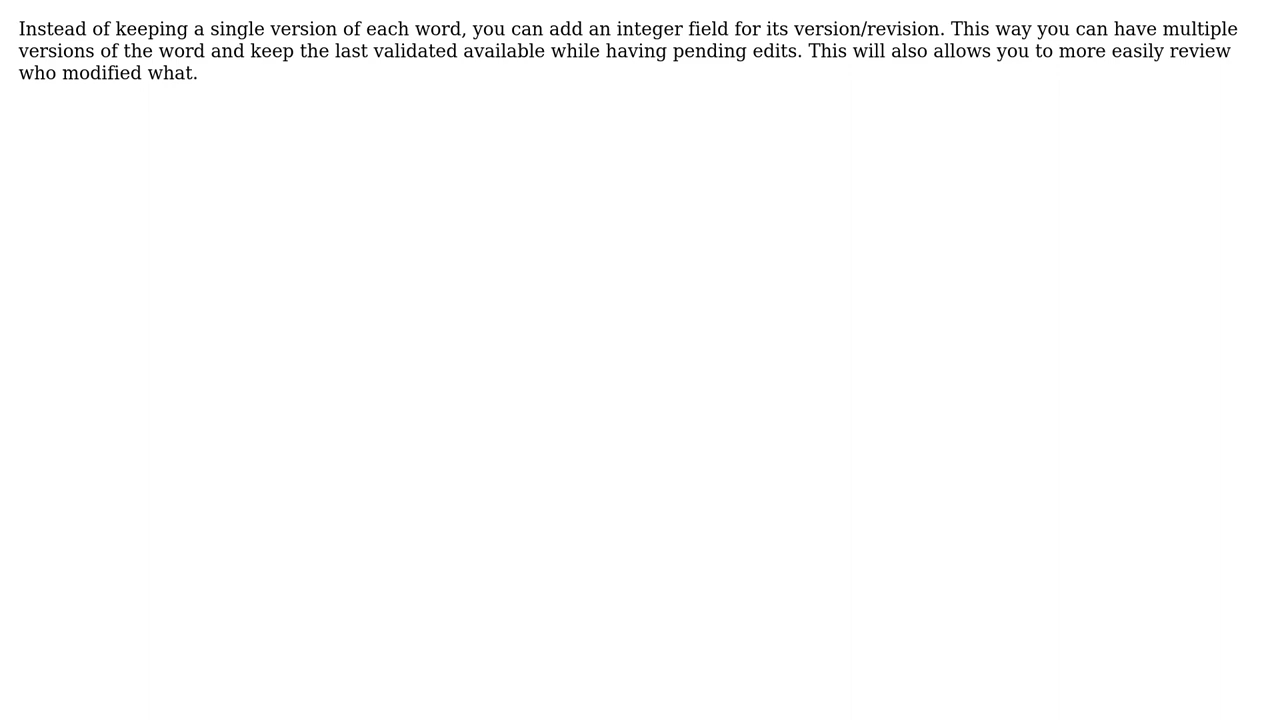 Instead of keeping a single version of each word, you can add an integer field for its version/revision. This way you can have multiple
versions of the word and keep the last validated available while having pending edits. This will also allows you to more easily review
who modified what.